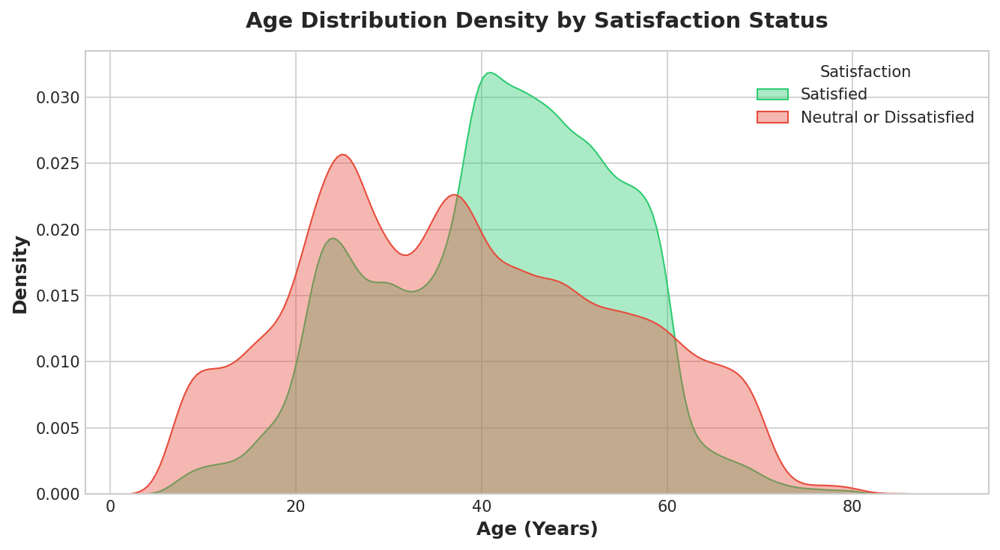 Age Distribution Density by Satisfaction Status
Satisfaction
Satisfied
Neutral or Dissatisfied
Density
0.030
0.025
0.020
0.015
0.010
0.005
0.000
0 20 40 60 80
Age (Years)